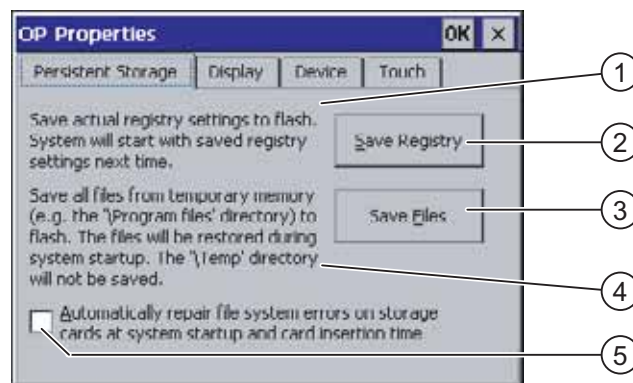 OP Properties OK ×
Persistent Storage Display Device Touch
1
Save actual registry settings to flash.
System will start with saved registry
settings next time.
Save Registry
2
Save all files from temporary memory
(e.g. the '\Program files' directory) to
flash. The files will be restored during
system startup. The '\Temp' directory
will not be saved.
Save Files
3
4
Automatically repair file system errors on storage
cards at system startup and card insertion time
5